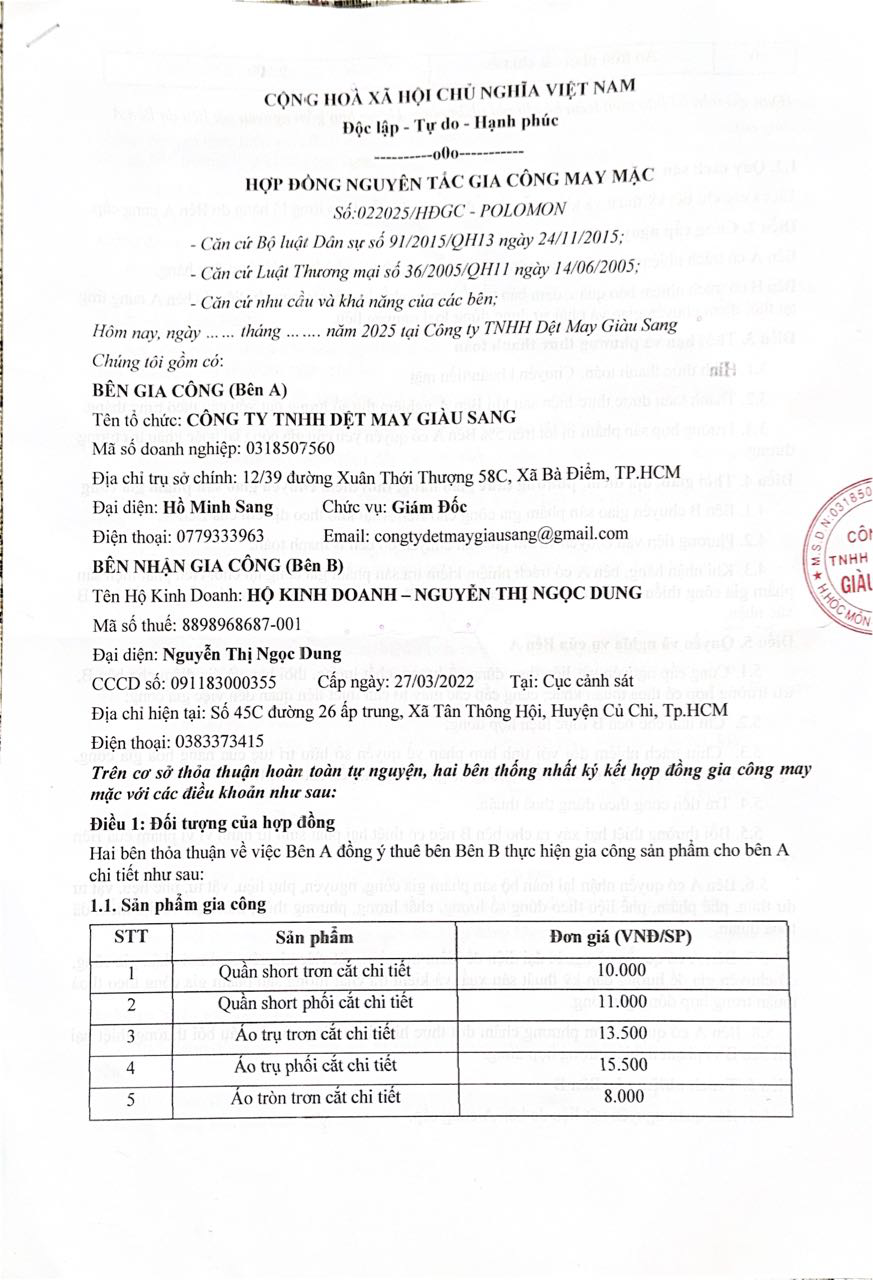 CỘNG HOÀ XÃ HỘI CHỦ NGHĨA VIỆT NAM
Độc lập - Tự do - Hạnh phúc
----------o0o-----------
HỢP ĐỒNG NGUYÊN TẮC GIA CÔNG MAY MẶC
Số:022025/HĐGC - POLOMON
- Căn cứ Bộ luật Dân sự số 91/2015/QH13 ngày 24/11/2015;
- Căn cứ Luật Thương mại số 36/2005/QH11 ngày 14/06/2005;
- Căn cứ nhu cầu và khả năng của các bên;
Hôm nay, ngày ...... tháng ....... năm 2025 tại Công ty TNHH Dệt May Giàu Sang
Chúng tôi gồm có:
BÊN GIA CÔNG (Bên A)
Tên tổ chức: CÔNG TY TNHH DỆT MAY GIÀU SANG
Mã số doanh nghiệp: 0318507560
Địa chỉ trụ sở chính: 12/39 đường Xuân Thới Thượng 58C, Xã Bà Điểm, TP.HCM
Đại diện: Hồ Minh Sang Chức vụ: Giám Đốc
Điện thoại: 0779333963 Email: congtydetmaygiausang@gmail.com
BÊN NHẬN GIA CÔNG (Bên B)
Tên Hộ Kinh Doanh: HỘ KINH DOANH – NGUYỄN THỊ NGỌC DUNG
Mã số thuế: 8898968687-001
Đại diện: Nguyễn Thị Ngọc Dung
CCCD số: 091183000355 Cấp ngày: 27/03/2022 Tại: Cục cảnh sát
Địa chỉ hiện tại: Số 45C đường 26 ấp trung, Xã Tân Thông Hội, Huyện Củ Chi, Tp.HCM
Điện thoại: 0383373415
Trên cơ sở thỏa thuận hoàn toàn tự nguyện, hai bên thống nhất ký kết hợp đồng gia công may
mặc với các điều khoản như sau:
Điều 1: Đối tượng của hợp đồng
Hai bên thỏa thuận về việc Bên A đồng ý thuê bên Bên B thực hiện gia công sản phẩm cho bên A
chi tiết như sau:
1.1. Sản phẩm gia công
STT Sản phẩm Đơn giá (VNĐ/SP)
1 Quần short trơn cắt chi tiết 10.000
2 Quần short phối cắt chi tiết 11.000
3 Áo trụ trơn cắt chi tiết 13.500
4 Áo trụ phối cắt chi tiết 15.500
5 Áo tròn trơn cắt chi tiết 8.000
M.S.D.N:03185
TNHH
GIÀU
H.HÓC MÔN